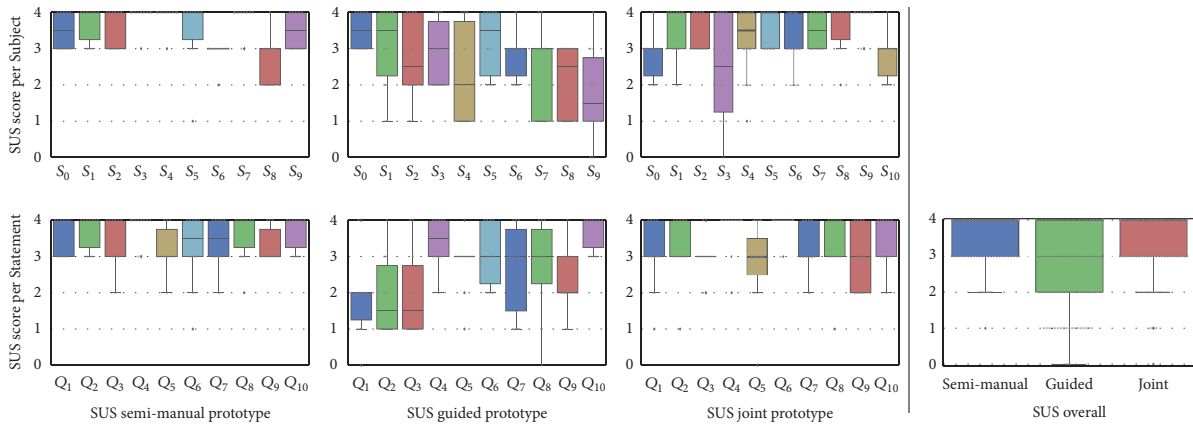 SUS score per Subject
4
3
2
1
0
S0 S1 S2 S3 S4 S5 S6 S7 S8 S9
4
3
2
1
0
S0 S1 S2 S3 S4 S5 S6 S7 S8 S9
4
3
2
1
0
S0 S1 S2 S3 S4 S5 S6 S7 S8 S9 S10
SUS score per Statement
4
3
2
1
0
Q1 Q2 Q3 Q4 Q5 Q6 Q7 Q8 Q9 Q10
SUS semi-manual prototype
4
3
2
1
0
Q1 Q2 Q3 Q4 Q5 Q6 Q7 Q8 Q9 Q10
SUS guided prototype
4
3
2
1
0
Q1 Q2 Q3 Q4 Q5 Q6 Q7 Q8 Q9 Q10
SUS joint prototype
4
3
2
1
0
Semi-manual Guided Joint
SUS overall